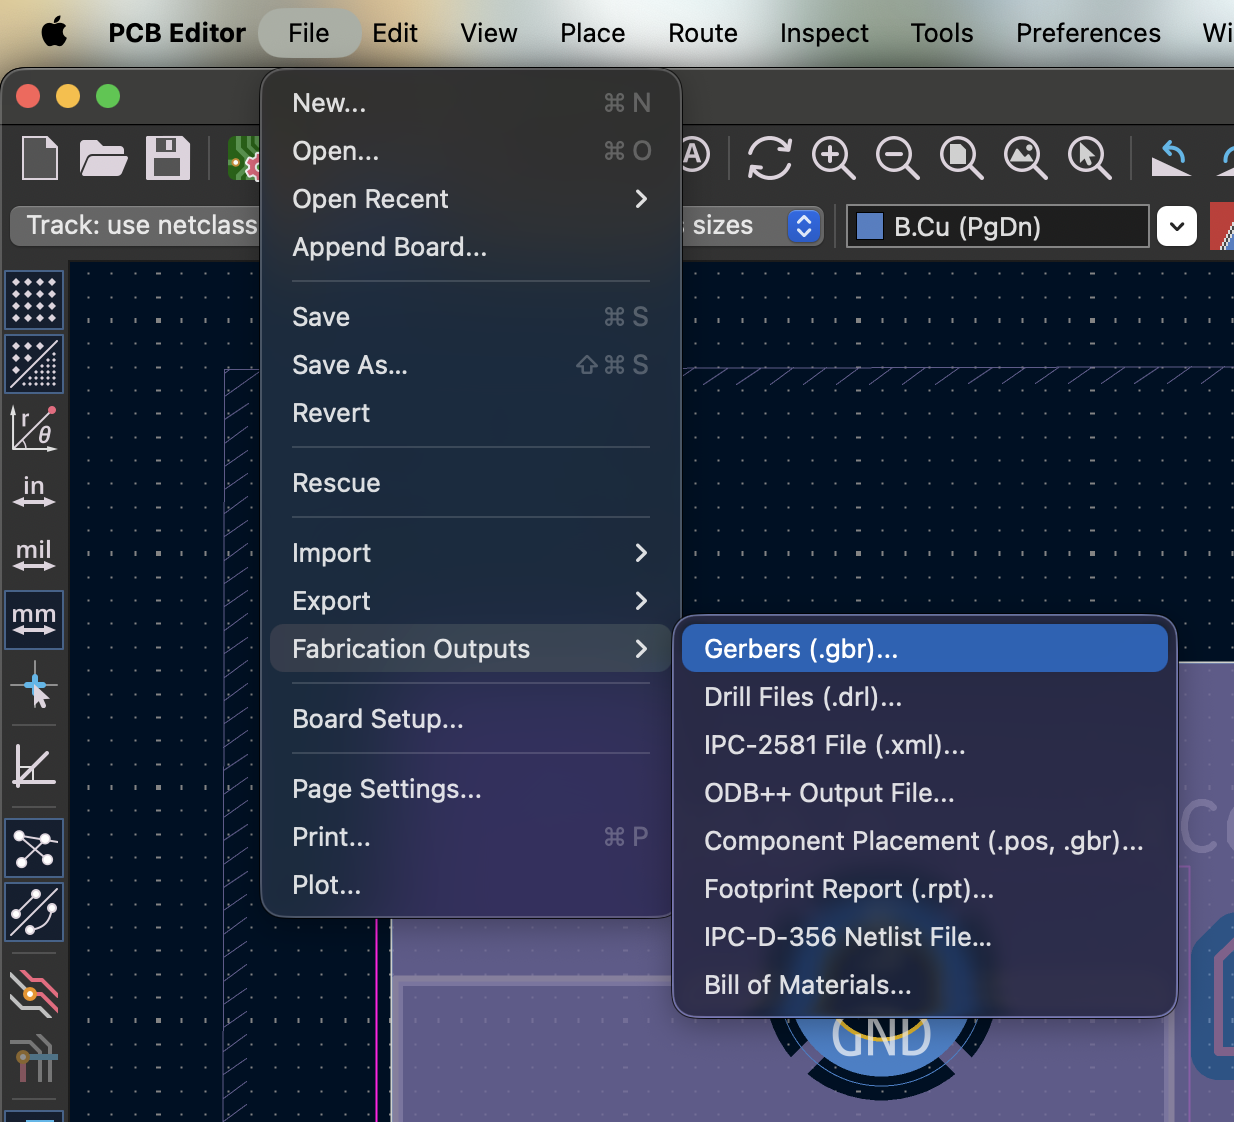 PCB Editor File Edit View Place Route Inspect Tools Preferences
New... ⌘ N
Open... ⌘ O
Open Recent
Append Board...
Save ⌘ S
Save As... ⇧ ⌘ S
Revert
Rescue
Import
Export
Fabrication Outputs
Board Setup...
Page Settings...
Print... ⌘ P
Plot...
Gerbers (.gbr)...
Drill Files (.drl)...
IPC-2581 File (.xml)...
ODB++ Output File...
Component Placement (.pos, .gbr)...
Footprint Report (.rpt)...
IPC-D-356 Netlist File...
Bill of Materials...
A
Track: use netclass
sizes
B.Cu (PgDn)
r θ
in
mil
mm
GND